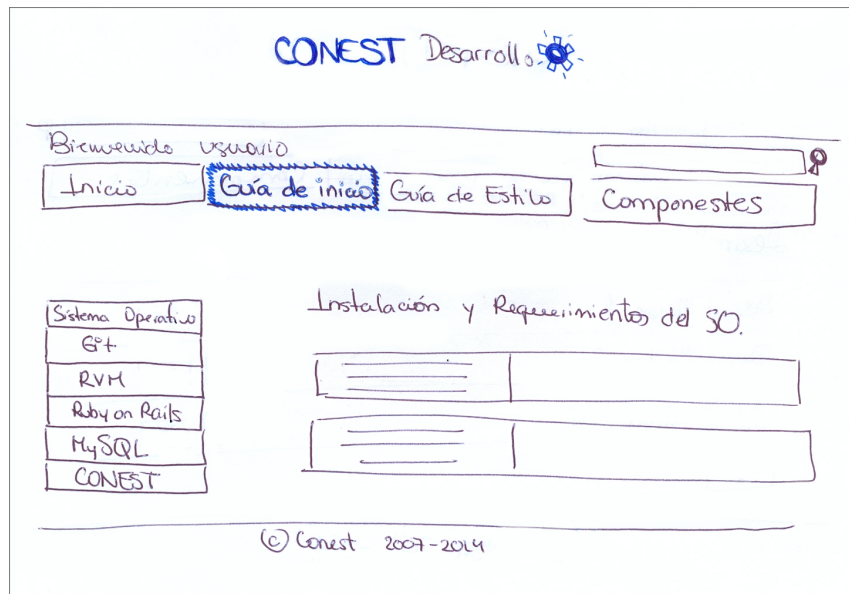 CONEST Desarrollo
Bienvenido usuario
Inicio
Guía de inicio
Guía de Estilo
Componestes
Sistema Operativo
Git
RVM
Ruby on Rails
MySQL
CONEST
Instalación y Requerimientos del SO.
(c) Conest 2007-2014